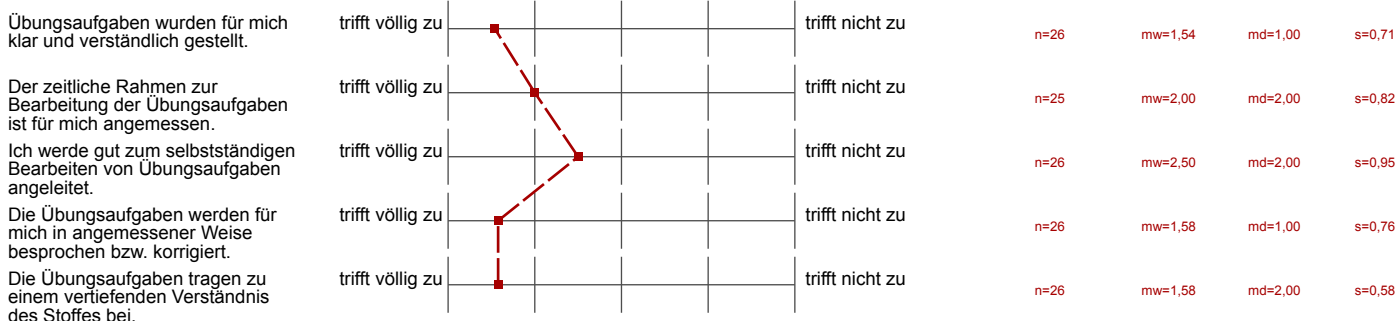 Übungsaufgaben wurden für mich
klar und verständlich gestellt.
trifft völlig zu
trifft nicht zu
n=26 mw=1,54 md=1,00 s=0,71
Der zeitliche Rahmen zur
Bearbeitung der Übungsaufgaben
ist für mich angemessen.
trifft völlig zu
trifft nicht zu
n=25 mw=2,00 md=2,00 s=0,82
Ich werde gut zum selbstständigen
Bearbeiten von Übungsaufgaben
angeleitet.
trifft völlig zu
trifft nicht zu
n=26 mw=2,50 md=2,00 s=0,95
Die Übungsaufgaben werden für
mich in angemessener Weise
besprochen bzw. korrigiert.
trifft völlig zu
trifft nicht zu
n=26 mw=1,58 md=1,00 s=0,76
Die Übungsaufgaben tragen zu
einem vertiefenden Verständnis
des Stoffes bei.
trifft völlig zu
trifft nicht zu
n=26 mw=1,58 md=2,00 s=0,58